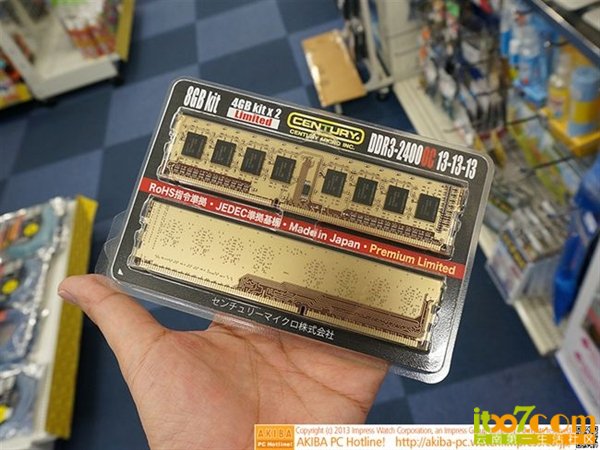 8GB kit
4GB kit x 2
Limited
CENTURY
CENTURY MICRO INC.
DDR3-2400OC 13-13-13
RoHS指令準拠・JEDEC準拠基板・Made in Japan・Premium Limited
センチュリーマイクロ株式会社
AKIBA
PC Hotline!
Copyright (c) 2013 Impress Watch Corporation, an Impress Group
AKIBA PC Hotline! http://akiba-pc.watch
itbo7.com